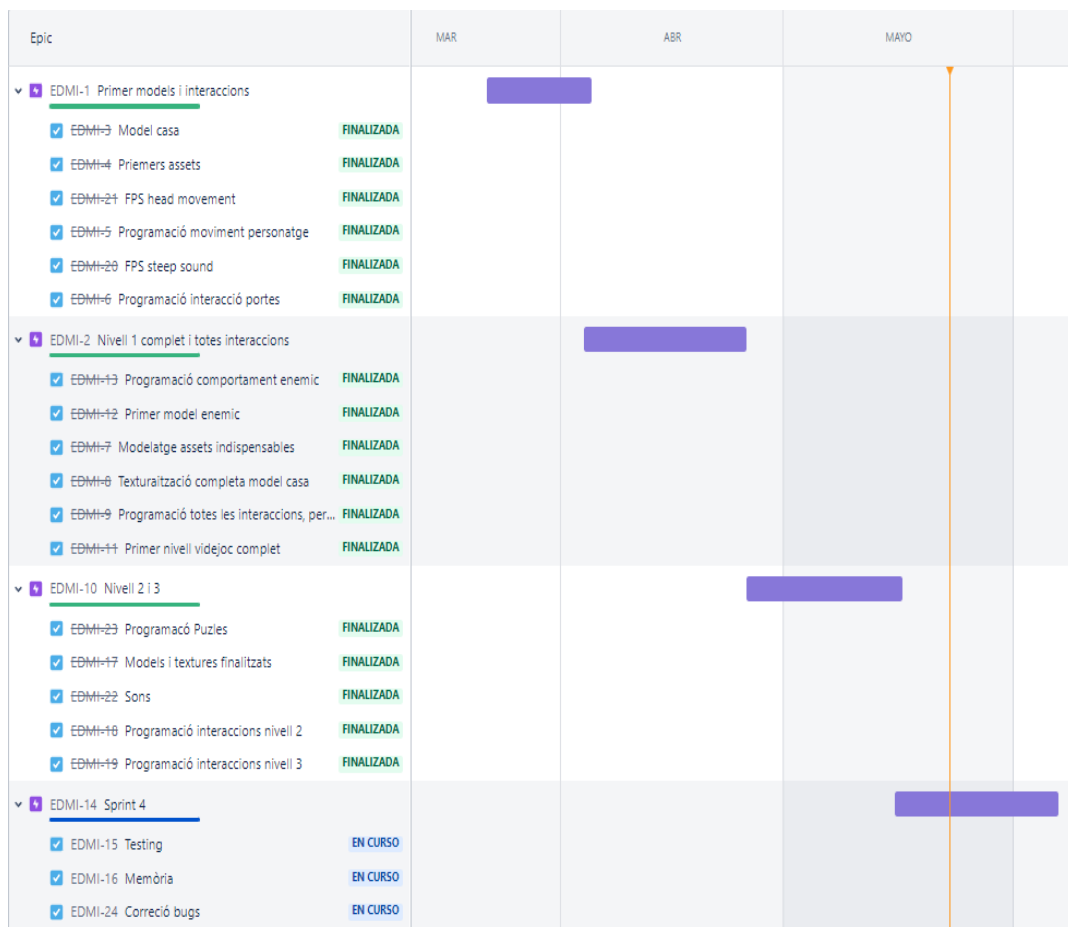 Epic MAR ABR MAYO
EDMI-1 Primer models i interaccions
EDMI-3 Model casa FINALIZADA
EDMI-4 Priemers assets FINALIZADA
EDMI-21 FPS head movement FINALIZADA
EDMI-5 Programació moviment personatge FINALIZADA
EDMI-20 FPS steep sound FINALIZADA
EDMI-6 Programació interacció portes FINALIZADA
EDMI-2 Nivell 1 complet i totes interaccions
EDMI-13 Programació comportament enemic FINALIZADA
EDMI-12 Primer model enemic FINALIZADA
EDMI-7 Modelatge assets indispensables FINALIZADA
EDMI-8 Texturaització completa model casa FINALIZADA
EDMI-9 Programació totes les interaccions, per... FINALIZADA
EDMI-11 Primer nivell videjoc complet FINALIZADA
EDMI-10 Nivell 2 i 3
EDMI-23 Programacó Puzles FINALIZADA
EDMI-17 Models i textures finalitzats FINALIZADA
EDMI-22 Sons FINALIZADA
EDMI-18 Programació interaccions nivell 2 FINALIZADA
EDMI-19 Programació interaccions nivell 3 FINALIZADA
EDMI-14 Sprint 4
EDMI-15 Testing EN CURSO
EDMI-16 Memòria EN CURSO
EDMI-24 Correció bugs EN CURSO